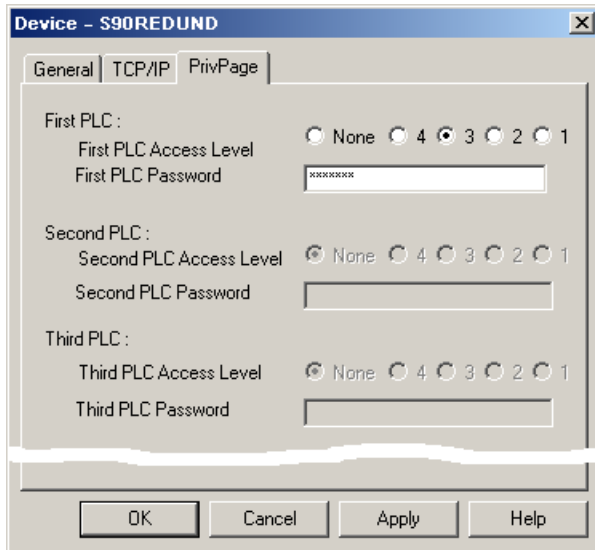 Device - S90REDUND
General TCP/IP PrivPage
First PLC :
None 4 3 2 1
First PLC Access Level
First PLC Password xxxxxxx
Second PLC :
Second PLC Access Level None 4 3 2 1
Second PLC Password
Third PLC :
Third PLC Access Level None 4 3 2 1
Third PLC Password
OK Cancel Apply Help